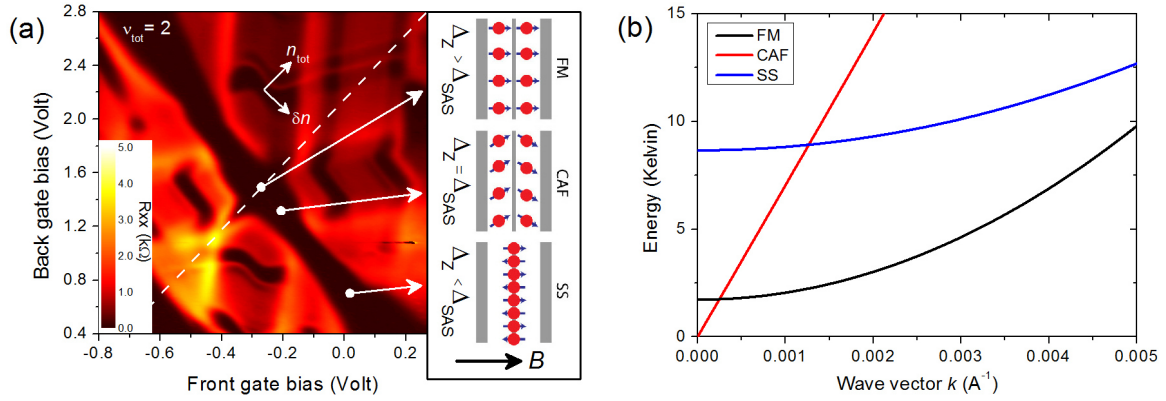 (a)
ν_tot = 2
n_tot
δn
Back gate bias (Volt)
2.8
2.4
2.0
1.6
1.2
0.8
0.4
5.0
4.0
3.0
2.0
1.0
0.0
Rxx (kΩ)
-0.8
-0.6
-0.4
-0.2
0.0
0.2
Front gate bias (Volt)
Δ_Z > Δ_SAS
FM
Δ_Z = Δ_SAS
CAF
Δ_Z < Δ_SAS
SS
B
(b)
FM
CAF
SS
Energy (Kelvin)
15
10
5
0
0.000
0.001
0.002
0.003
0.004
0.005
Wave vector k (A⁻¹)